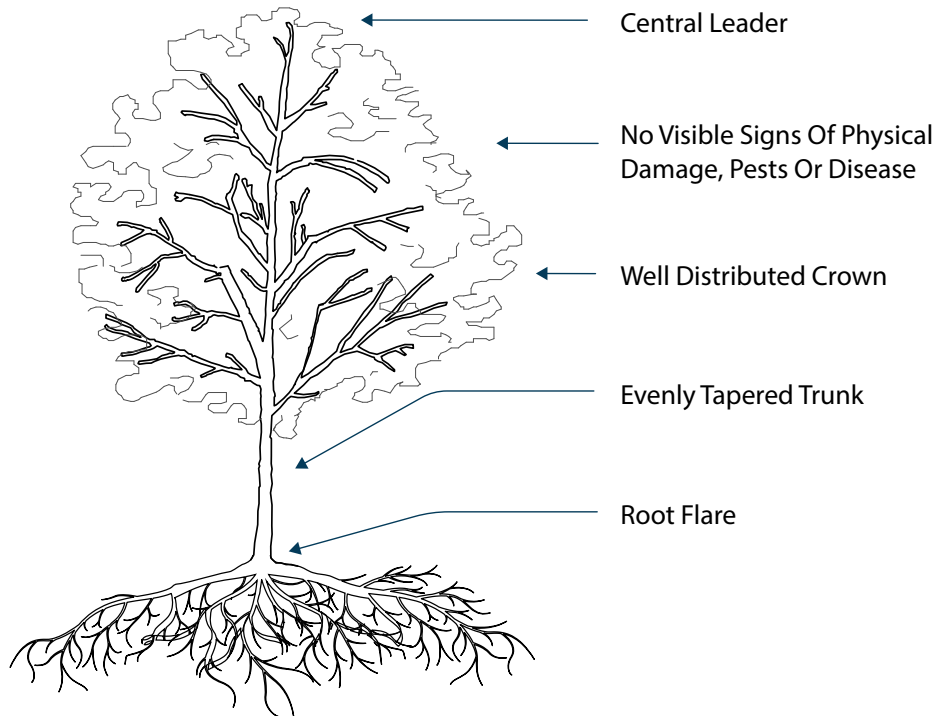 Central Leader
No Visible Signs Of Physical
Damage, Pests Or Disease
Well Distributed Crown
Evenly Tapered Trunk
Root Flare